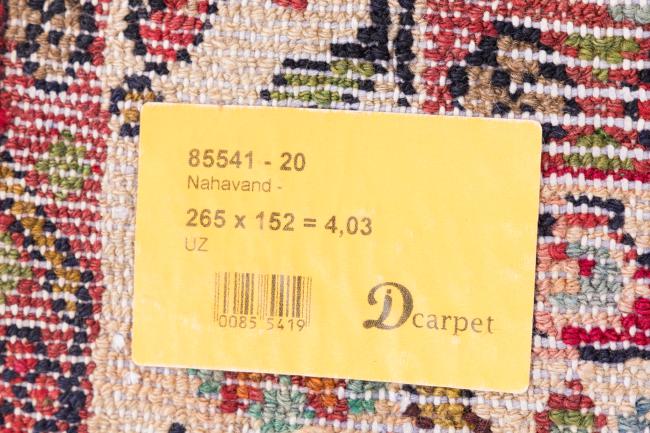 85541 - 20
Nahavand -
265 x 152 = 4,03
UZ
0085 5419
iDcarpet